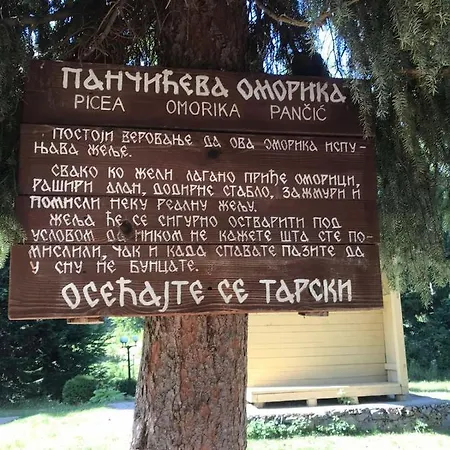 ПАНЧИЋЕВА ОМОРИКА
PICEA OMORIKA PANČIĆ
ПОСТОЈИ ВЕРОВАЊЕ ДА ОВА ОМОРИКА ИСПУ-
ЊАВА ЖЕЉЕ.
СВАКО КО ЖЕЛИ ЛАГАНО ПРИЂЕ ОМОРИЦИ,
РАШИРИ ДЛАН, ДОДИРНЕ СТАБЛО, ЗАЖМУРИ И
ПОМИСЛИ НЕКУ РЕАЛНУ ЖЕЉУ.
ЖЕЉА ЋЕ СЕ СИГУРНО ОСТВАРИТИ ПОД
УСЛОВОМ ДА НИКОМ НЕ КАЖЕТЕ ШТА СТЕ ПО-
МИСЛИЛИ, ЧАК И КАДА СПАВАТЕ ПАЗИТЕ ДА
У СНУ НЕ БУНЦАТЕ.
ОСЕЋАЈТЕ СЕ ТАРСКИ